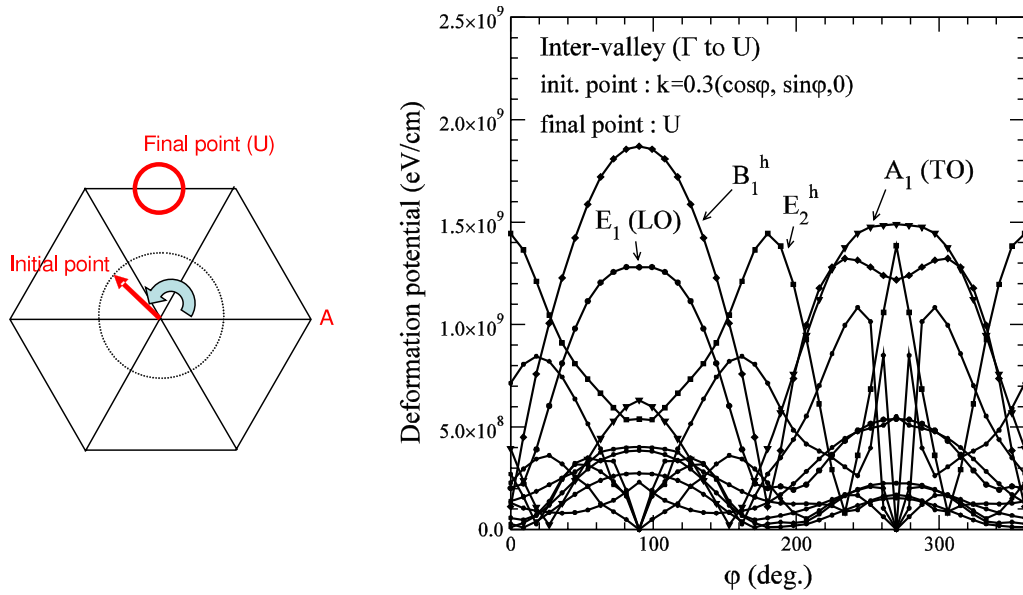 Final point (U)
Initial point
A
Deformation potential (eV/cm)
2.5×10⁹
2.0×10⁹
1.5×10⁹
1.0×10⁹
5.0×10⁸
0.0
Inter-valley (Γ to U)
init. point : k=0.3(cosφ, sinφ,0)
final point : U
B₁ʰ
E₁ (LO)
E₂ʰ
A₁ (TO)
0
100
200
300
φ (deg.)